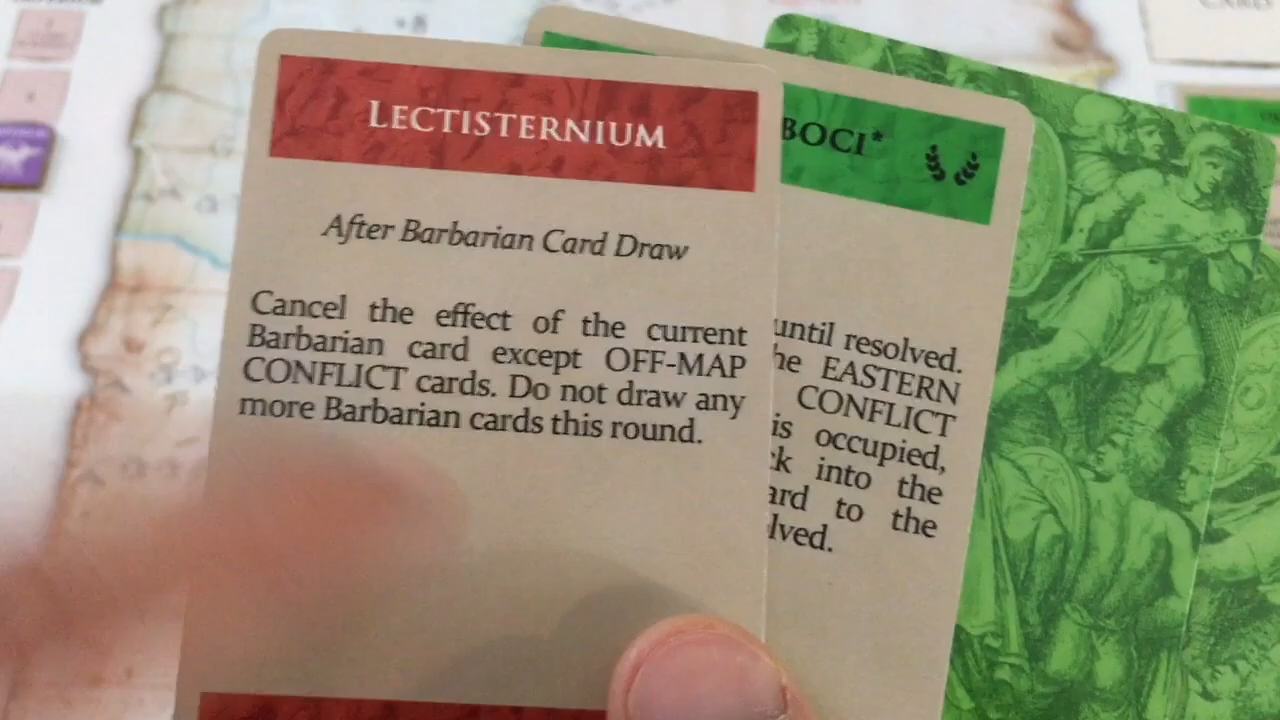 LECTISTERNIUM
After Barbarian Card Draw
Cancel the effect of the current
Barbarian card except OFF-MAP
CONFLICT cards. Do not draw any
more Barbarian cards this round.
BOCI*
until resolved.
he EASTERN
CONFLICT
is occupied,
ck into the
ard to the
lved.
+8